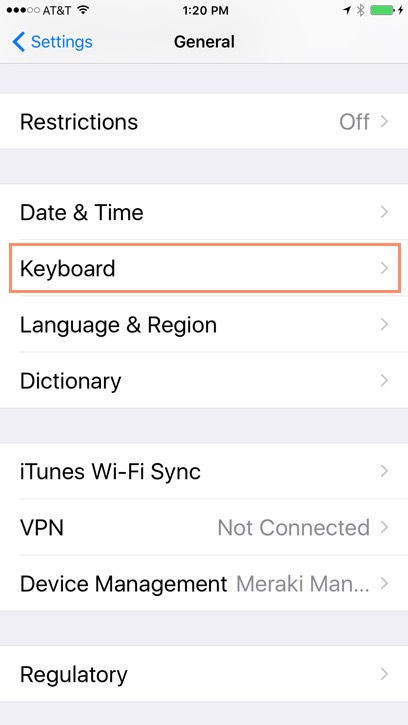 AT&T 1:20 PM
Settings General
Restrictions Off
Date & Time
Keyboard
Language & Region
Dictionary
iTunes Wi-Fi Sync
VPN Not Connected
Device Management Meraki Man...
Regulatory